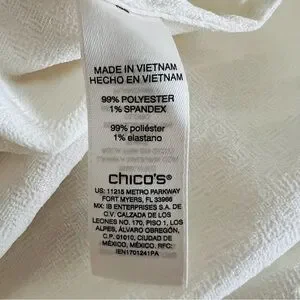 MADE IN VIETNAM
HECHO EN VIETNAM
99% POLYESTER
1% SPANDEX
99% poliéster
1% elastano
chico's®
US: 11215 METRO PARKWAY
FORT MYERS, FL 33966
MX: IB ENTERPRISES S.A. DE
C.V. CALZADA DE LOS
LEONES NO. 170, PISO 1, LOS
ALPES, ÁLVARO OBREGÓN,
C.P. 01010, CIUDAD DE
MÉXICO, MÉXICO. RFC:
IEN1701241PA